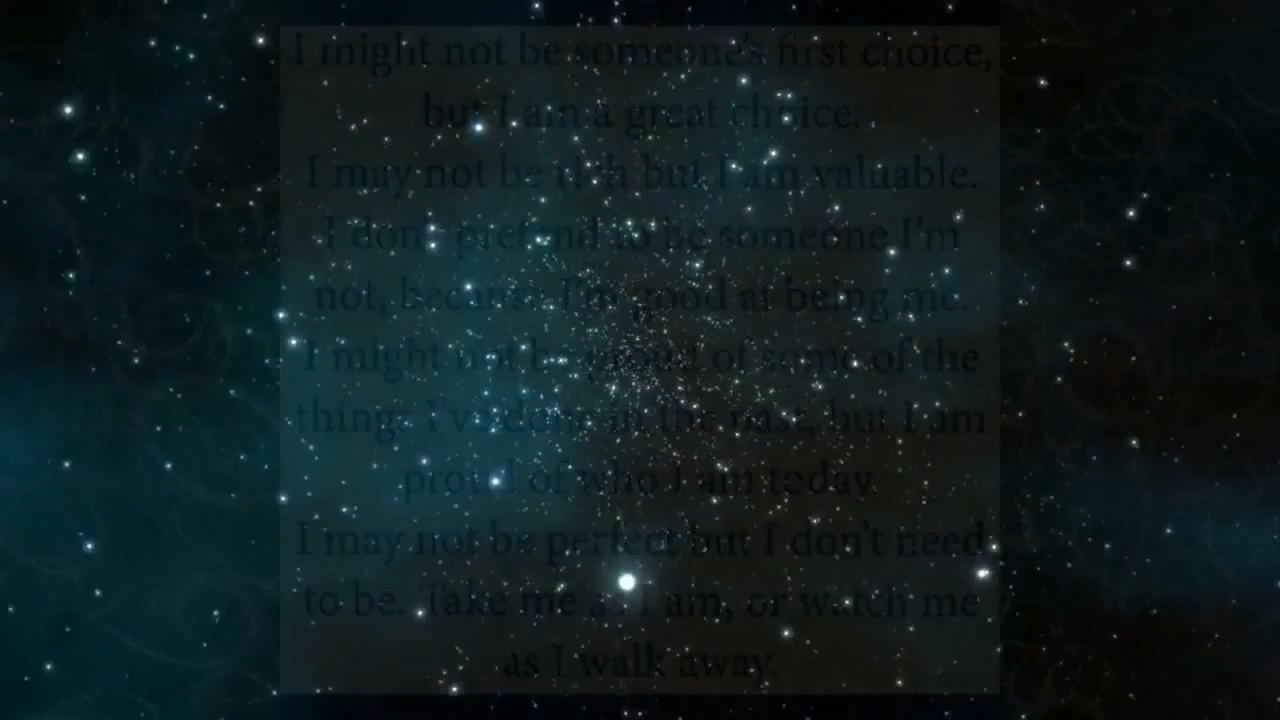 I might not be someone's first choice,
but I am a great choice.
I may not be rich but I am valuable.
I don't pretend to be someone I'm
not, because I'm good at being me.
I might not be proud of some of the
things I've done in the past, but I am
proud of who I am today.
I may not be perfect but I don't need
to be. Take me as I am, or watch me
as I walk away.